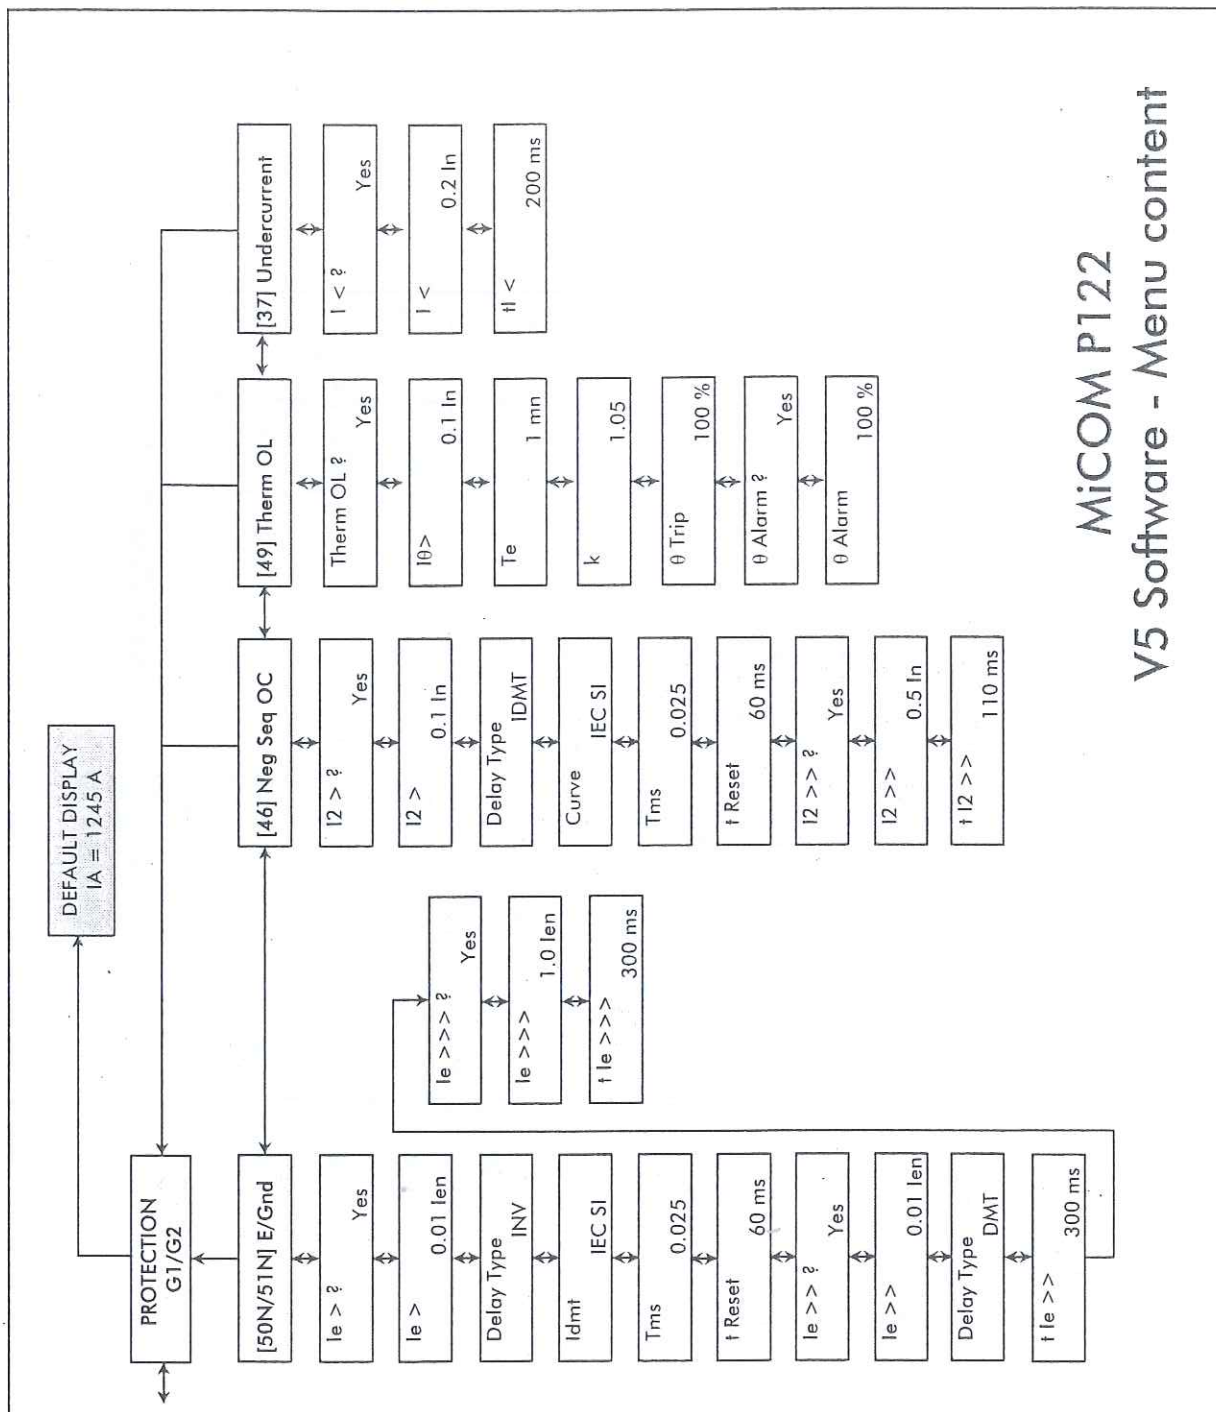 DEFAULT DISPLAY
IA = 1245 A
PROTECTION
G1/G2
[50N/51N] E/Gnd
Ie > ?
Yes
Ie >
0.01 Ien
Delay Type
INV
Idmt
IEC SI
Tms
0.025
t Reset
60 ms
Ie >> ?
Yes
Ie >>
0.01 Ien
Delay Type
DMT
t Ie >>
300 ms
Ie >>> ?
Yes
Ie >>>
1.0 Ien
t Ie >>>
300 ms
[46] Neg Seq OC
I2 > ?
Yes
I2 >
0.1 In
Delay Type
IDMT
Curve
IEC SI
Tms
0.025
t Reset
60 ms
I2 >> ?
Yes
I2 >>
0.5 In
t I2 >>
110 ms
[49] Therm OL
Therm OL ?
Yes
Iθ>
0.1 In
Te
1 mn
k
1.05
θ Trip
100 %
θ Alarm ?
Yes
θ Alarm
100 %
[37] Undercurrent
I < ?
Yes
I <
0.2 In
tI <
200 ms
MiCOM P122
V5 Software - Menu content